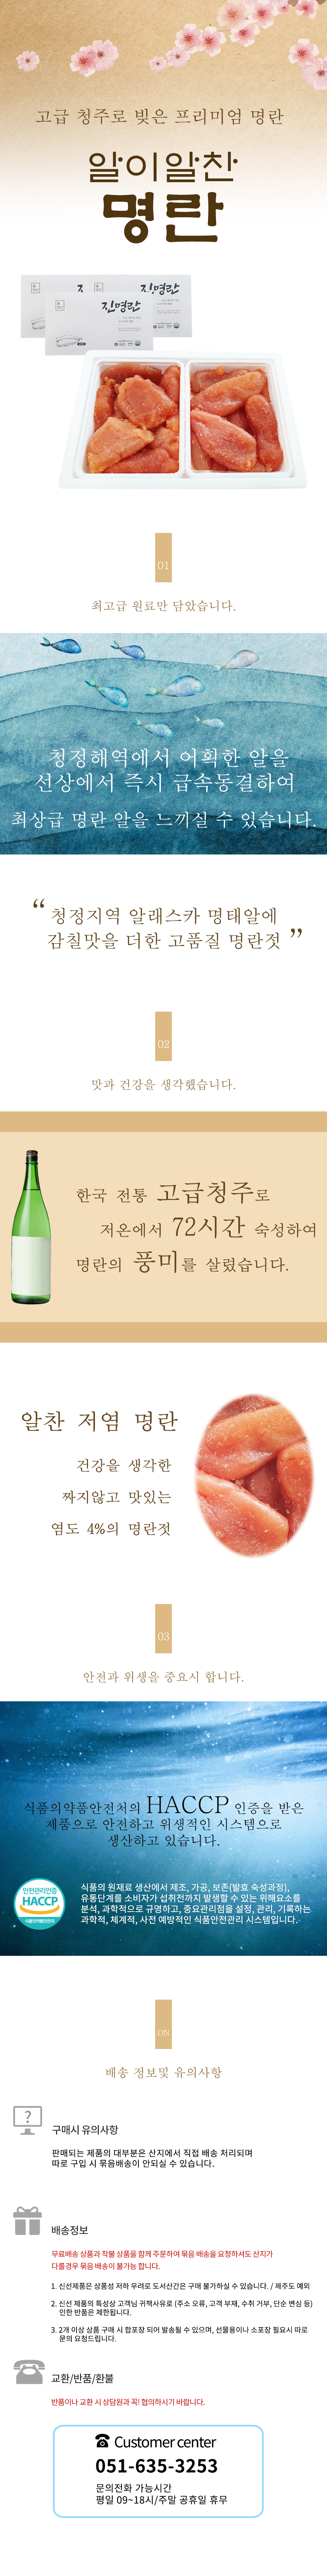 고급 청주로 빚은 프리미엄 명란
알이알찬
명란
진명란
진명란
01
최고급 원료만 담았습니다.
청정해역에서 어획한 알을
선상에서 즉시 급속동결하여
최상급 명란 알을 느끼실 수 있습니다.
“ 청정지역 알래스카 명태알에
감칠맛을 더한 고품질 명란젓 ”
02
맛과 건강을 생각했습니다.
한국 전통 고급청주로
저온에서 72시간 숙성하여
명란의 풍미를 살렸습니다.
알찬 저염 명란
건강을 생각한
짜지않고 맛있는
염도 4%의 명란젓
03
안전과 위생을 중요시 합니다.
식품의약품안전처의 HACCP 인증을 받은
제품으로 안전하고 위생적인 시스템으로
생산하고 있습니다.
안전관리인증
HACCP
식품의약품안전처
식품의 원재료 생산에서 제조, 가공, 보존(발효 숙성과정),
유통단계를 소비자가 섭취전까지 발생할 수 있는 위해요소를
분석, 과학적으로 규명하고, 중요관리점을 설정, 관리, 기록하는
과학적, 체계적, 사전 예방적인 식품안전관리 시스템입니다.
ON
배송 정보및 유의사항
?
구매시 유의사항
판매되는 제품의 대부분은 산지에서 직접 배송 처리되며
따로 구입 시 묶음배송이 안되실 수 있습니다.
배송정보
무료배송 상품과 착불 상품을 함께 주문하여 묶음 배송을 요청하셔도 산지가
다를경우 묶음 배송이 불가능 합니다.
1. 신선제품은 상품성 저하 우려로 도서산간은 구매 불가하실 수 있습니다. / 제주도 예외
2. 신선 제품의 특성상 고객님 귀책사유로 (주소 오류, 고객 부재, 수취 거부, 단순 변심 등)
인한 반품은 제한됩니다.
3. 2개 이상 상품 구매 시 합포장 되어 발송될 수 있으며, 선물용이나 소포장 필요시 따로
문의 요청드립니다.
교환/반품/환불
반품이나 교환 시 상담원과 꼭! 협의하시기 바랍니다.
Customer center
051-635-3253
문의전화 가능시간
평일 09~18시/주말 공휴일 휴무